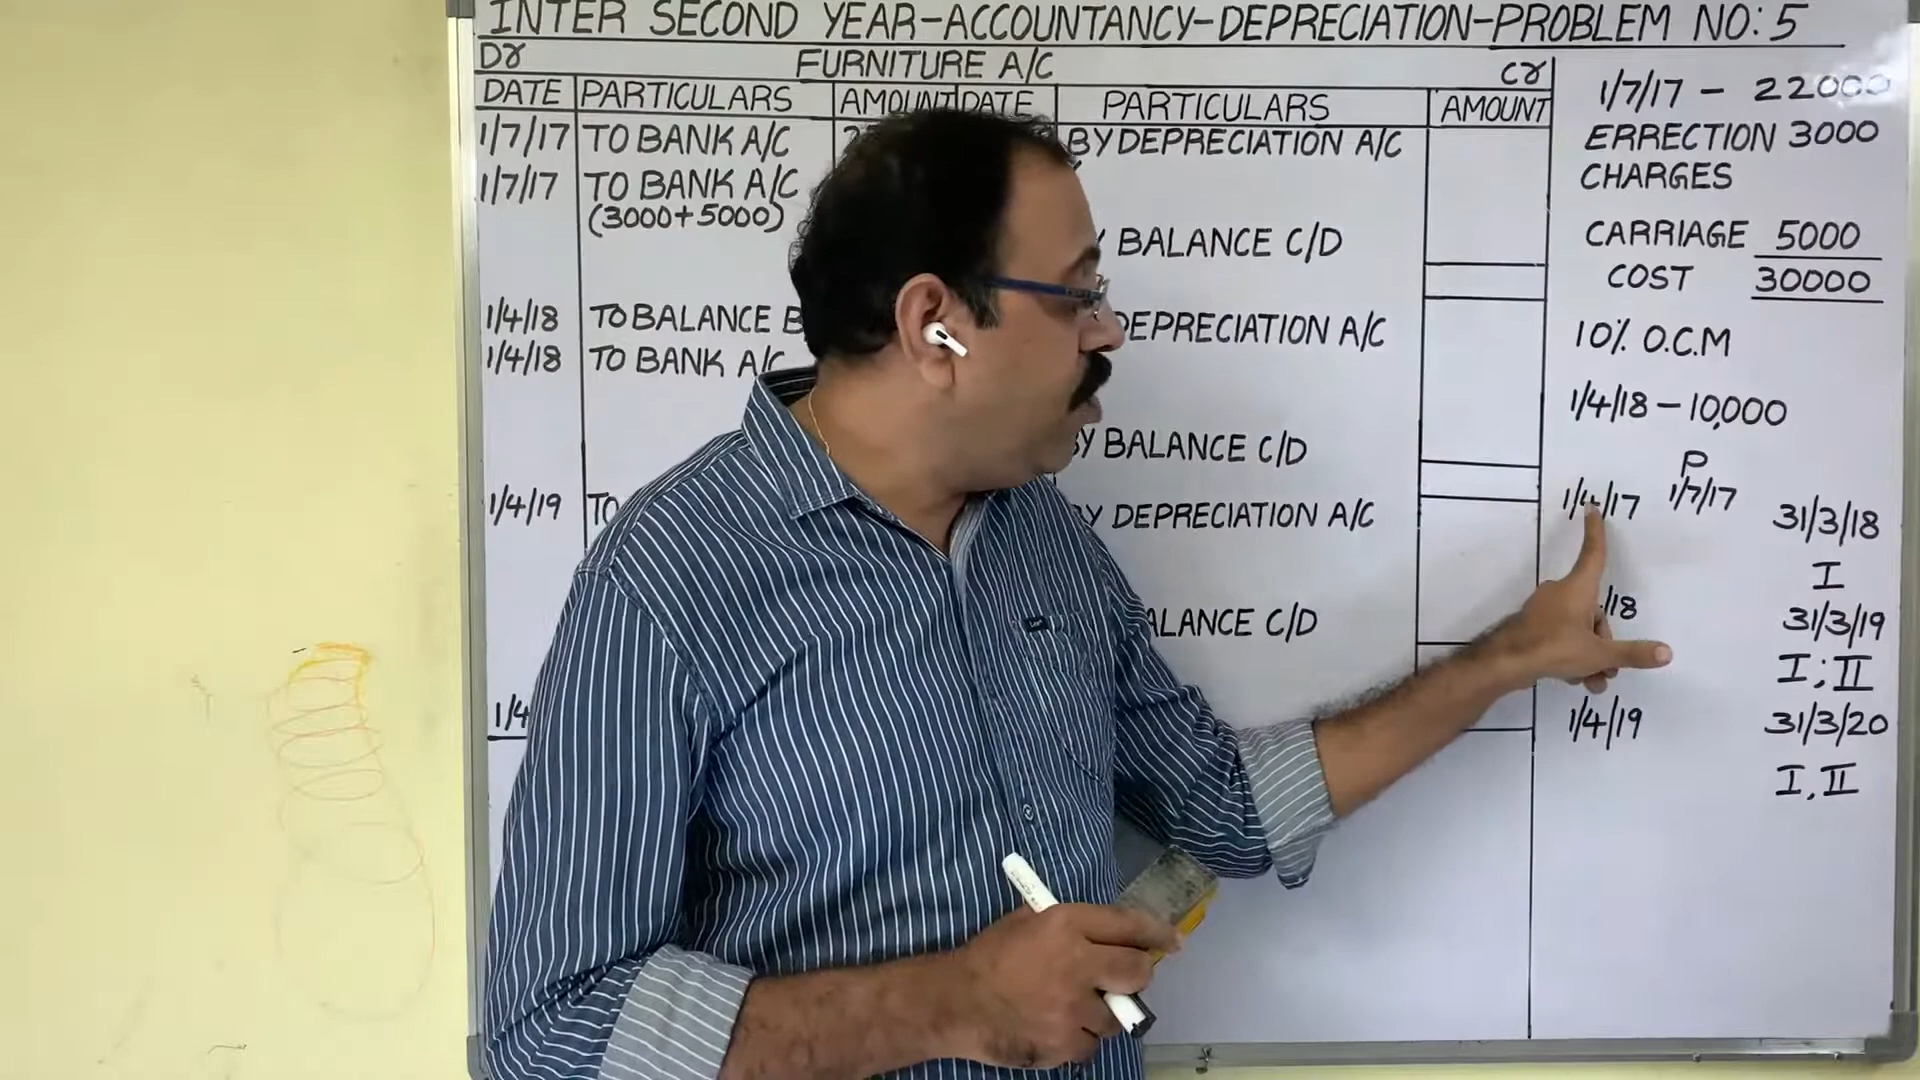 INTER SECOND YEAR-ACCOUNTANCY-DEPRECIATION-PROBLEM NO:5
Dr FURNITURE A/C Cr
DATE PARTICULARS AMOUNT DATE PARTICULARS AMOUNT
1/7/17 TO BANK A/C BY DEPRECIATION A/C
1/7/17 TO BANK A/C
(3000+5000)
BALANCE C/D
1/4/18 TO BALANCE DEPRECIATION A/C
1/4/18 TO BANK A/C
BY BALANCE C/D
1/4/19 TO BY DEPRECIATION A/C
BALANCE C/D
1/4
1/7/17 - 22000
ERRECTION 3000
CHARGES
CARRIAGE 5000
COST 30000
10% O.C.M
1/4/18 - 10,000
P
1/4/17 1/7/17 31/3/18
I
/18 31/3/19
I; II
1/4/19 31/3/20
I, II